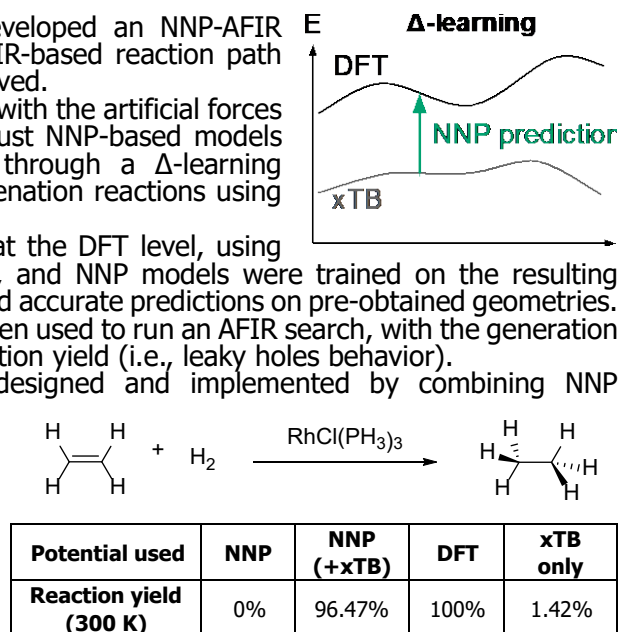 eveloped an NNP-AFIR
E Δ-learning
FIR-based reaction path
DFT
ved.
with the artificial forces
ust NNP-based models
NNP prediction
through a Δ-learning
enation reactions using
xTB
at the DFT level, using
, and NNP models were trained on the resulting
d accurate predictions on pre-obtained geometries.
en used to run an AFIR search, with the generation
tion yield (i.e., leaky holes behavior).
designed and implemented by combining NNP
H H H H
RhCl(PH3)3
H H
+ H2
H H H H
Potential used NNP NNP (+xTB) DFT xTB only
Reaction yield (300 K) 0% 96.47% 100% 1.42%